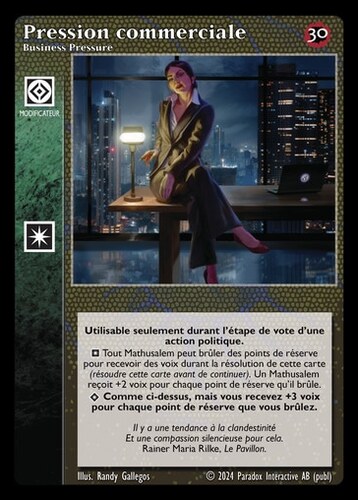 Pression commerciale
Business Pressure
30
MODIFICATEUR
Utilisable seulement durant l'étape de vote d'une
action politique.
Tout Mathusalem peut brûler des points de réserve
pour recevoir des voix durant la résolution de cette carte
(résoudre cette carte avant de continuer). Un Mathusalem
reçoit +2 voix pour chaque point de réserve qu'il brûle.
Comme ci-dessus, mais vous recevez +3 voix
pour chaque point de réserve que vous brûlez.
Il y a une tendance à la clandestinité
Et une compassion silencieuse pour cela.
Rainer Maria Rilke, Le Pavillon.
Illus. Randy Gallegos
© 2024 Paradox Interactive AB (publ)